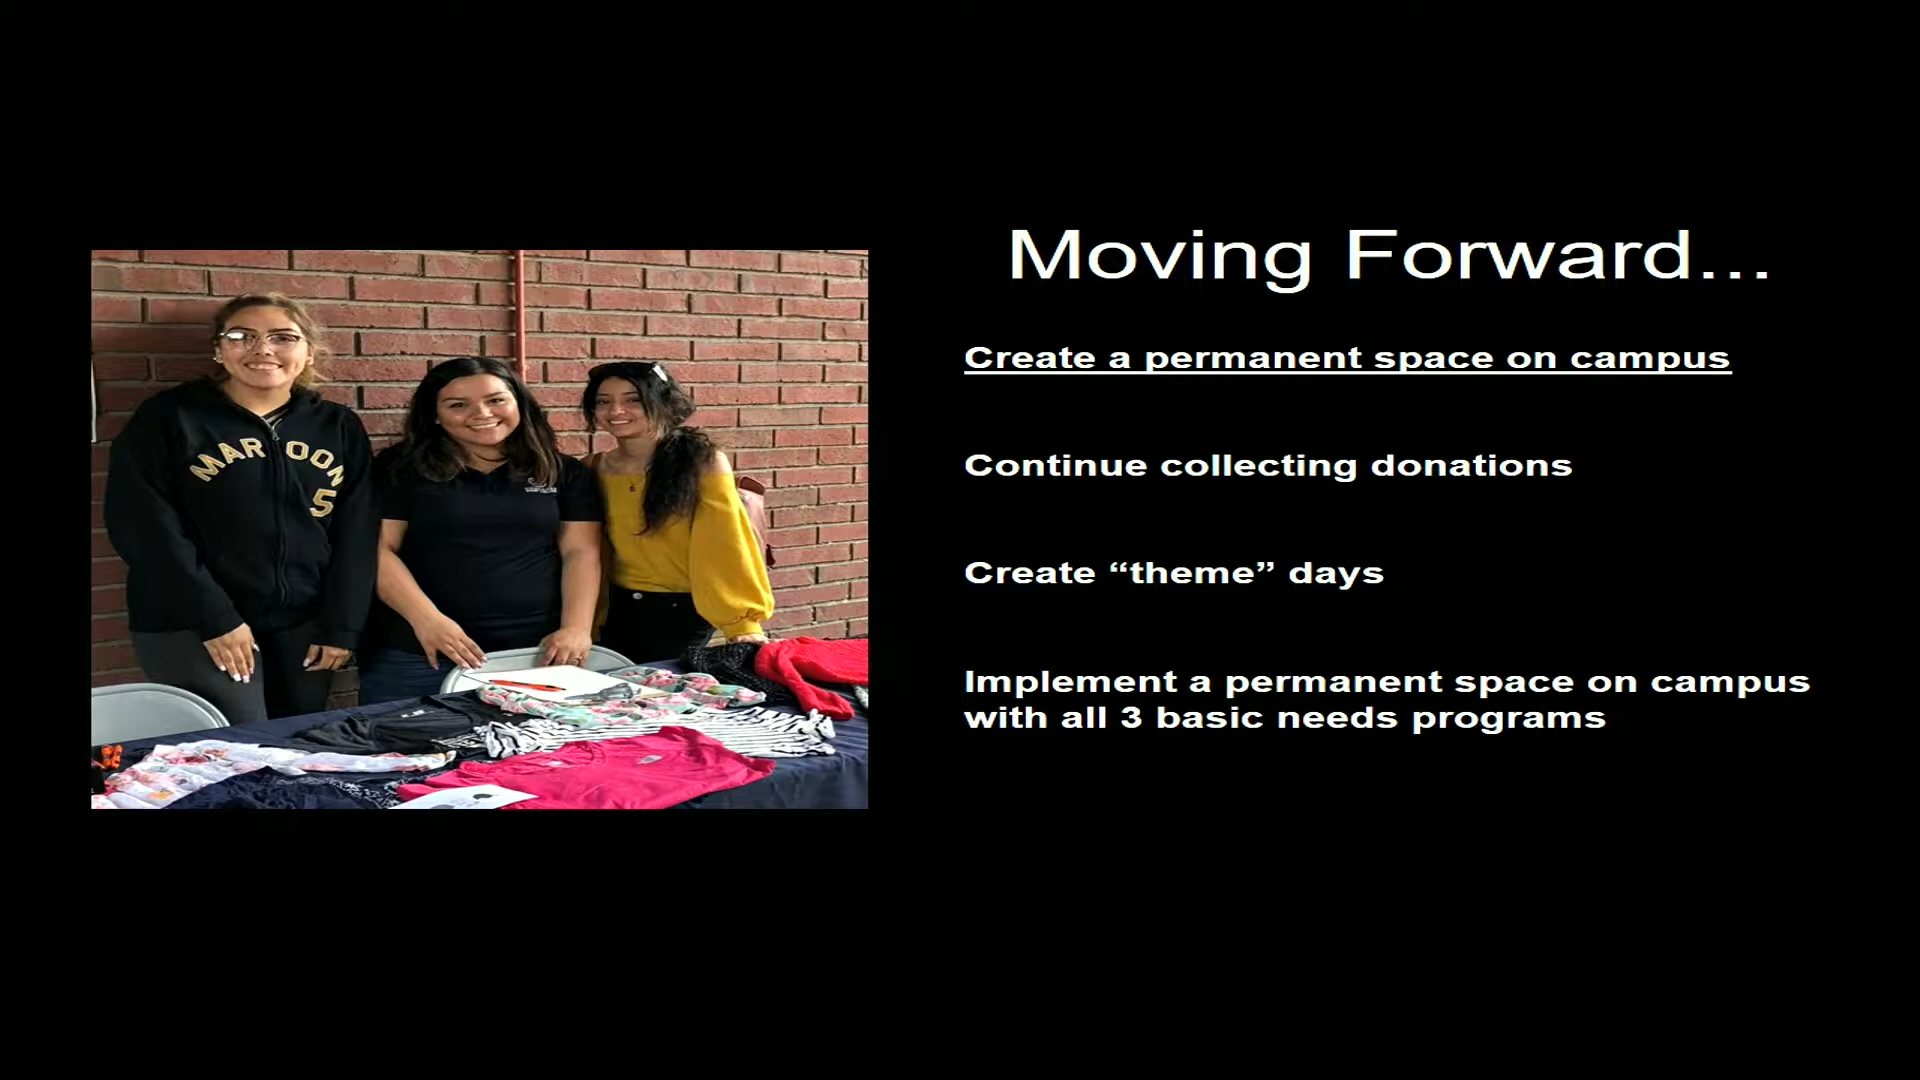 Moving Forward...
Create a permanent space on campus
Continue collecting donations
Create “theme” days
Implement a permanent space on campus
with all 3 basic needs programs
MAROON
5